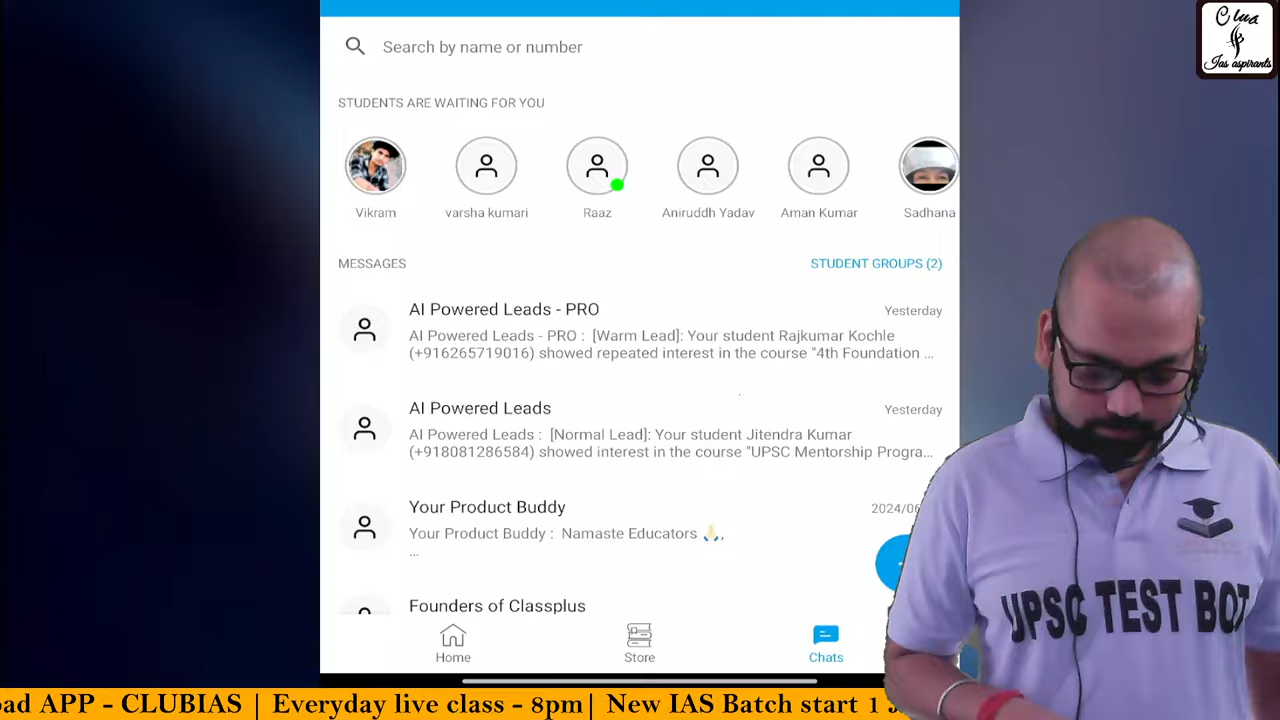 Club
Ias aspirants
Search by name or number
STUDENTS ARE WAITING FOR YOU
Vikram
varsha kumari
Raaz
Aniruddh Yadav
Aman Kumar
Sadhana
MESSAGES
STUDENT GROUPS (2)
AI Powered Leads - PRO
Yesterday
AI Powered Leads - PRO : [Warm Lead]: Your student Rajkumar Kochle
(+916265719016) showed repeated interest in the course "4th Foundation ...
AI Powered Leads
Yesterday
AI Powered Leads : [Normal Lead]: Your student Jitendra Kumar
(+918081286584) showed interest in the course "UPSC Mentorship Progra...
Your Product Buddy
2024/06
Your Product Buddy : Namaste Educators 🙏🏻,
...
Founders of Classplus
Home
Store
Chats
UPSC TEST BOT
APP - CLUBIAS | Everyday live class - 8pm| New IAS Batch start 1